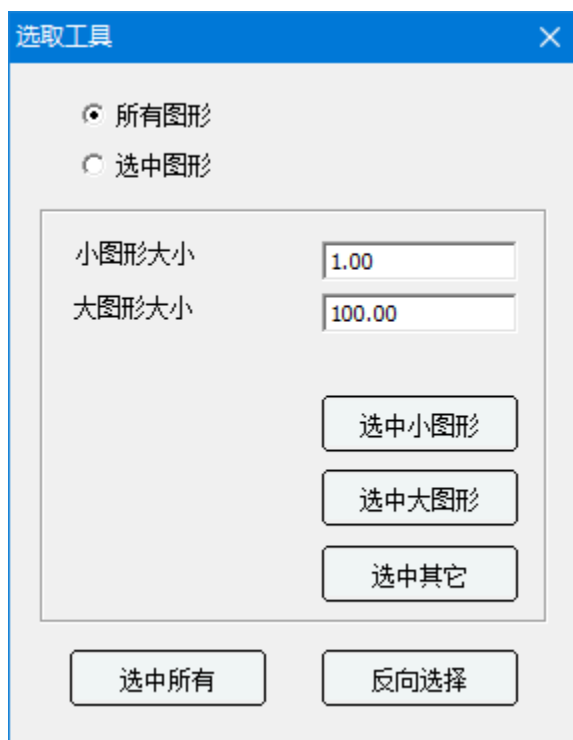 选取工具
所有图形
选中图形
小图形大小 1.00
大图形大小 100.00
选中小图形
选中大图形
选中其它
选中所有 反向选择